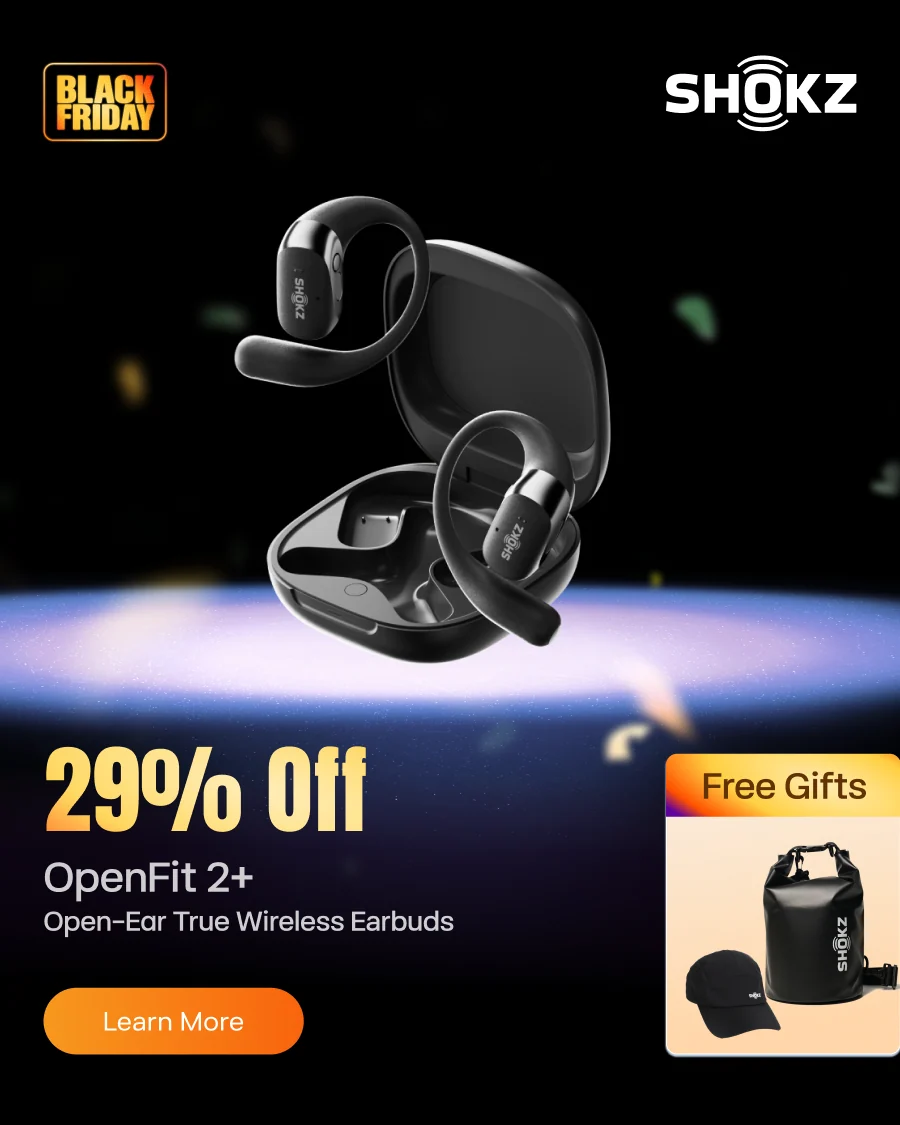 BLACK
FRIDAY
SHOKZ
SHOKZ
SHOKZ
29% Off
OpenFit 2+
Open-Ear True Wireless Earbuds
Learn More
Free Gifts
SHOKZ
SHOKZ